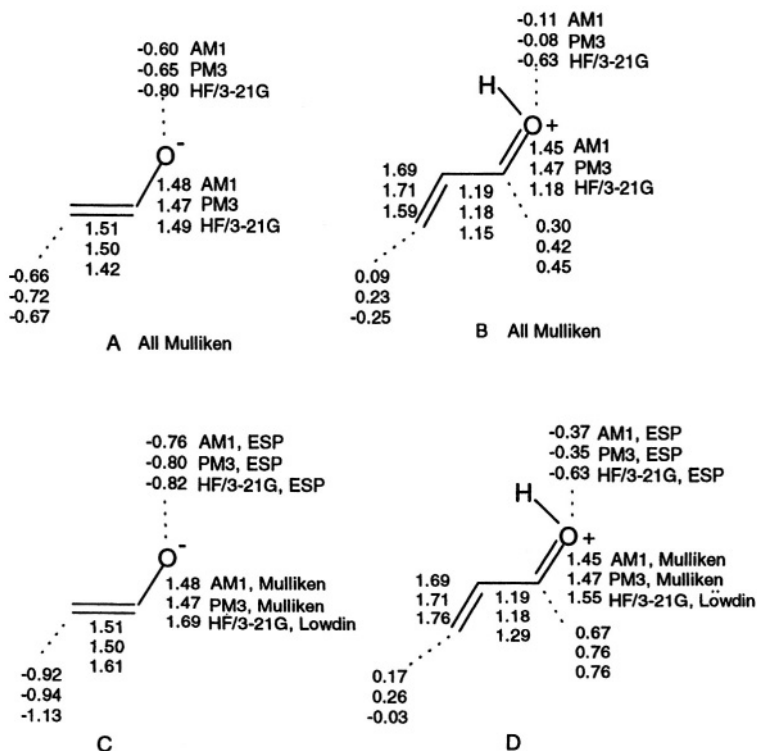 -0.60 AM1
-0.65 PM3
-0.80 HF/3-21G
O-
1.48 AM1
1.47 PM3
1.49 HF/3-21G
1.51
1.50
1.42
-0.66
-0.72
-0.67
A All Mulliken
-0.11 AM1
-0.08 PM3
-0.63 HF/3-21G
H
O+
1.45 AM1
1.47 PM3
1.18 HF/3-21G
1.69
1.71
1.59
1.19
1.18
1.15
0.30
0.42
0.45
0.09
0.23
-0.25
B All Mulliken
-0.76 AM1, ESP
-0.80 PM3, ESP
-0.82 HF/3-21G, ESP
O-
1.48 AM1, Mulliken
1.47 PM3, Mulliken
1.69 HF/3-21G, Lowdin
1.51
1.50
1.61
-0.92
-0.94
-1.13
C
-0.37 AM1, ESP
-0.35 PM3, ESP
-0.63 HF/3-21G, ESP
H
O+
1.45 AM1, Mulliken
1.47 PM3, Mulliken
1.55 HF/3-21G, Löwdin
1.69
1.71
1.76
1.19
1.18
1.29
0.67
0.76
0.76
0.17
0.26
-0.03
D